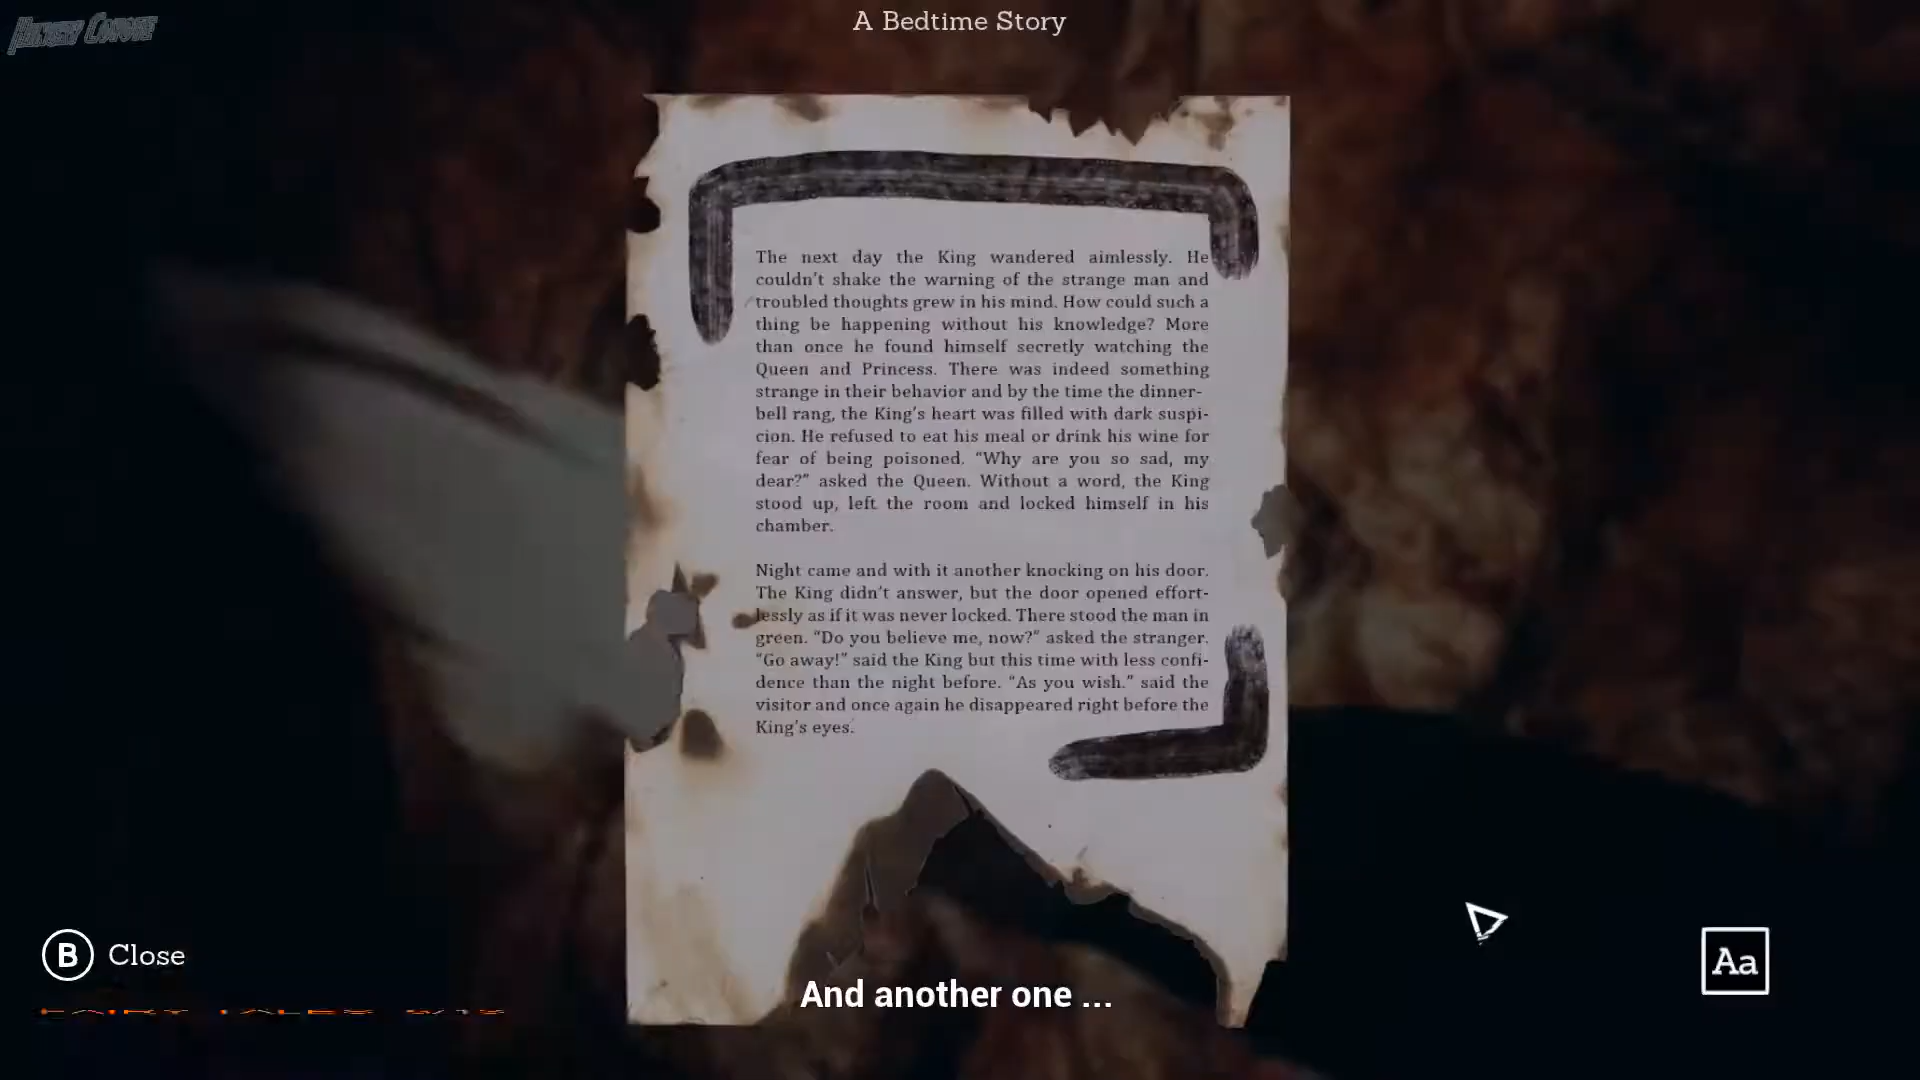 A Bedtime Story
The next day the King wandered aimlessly. He
couldn't shake the warning of the strange man and
troubled thoughts grew in his mind. How could such a
thing be happening without his knowledge? More
than once he found himself secretly watching the
Queen and Princess. There was indeed something
strange in their behavior and by the time the dinner-
bell rang, the King's heart was filled with dark suspi-
cion. He refused to eat his meal or drink his wine for
fear of being poisoned. “Why are you so sad, my
dear?” asked the Queen. Without a word, the King
stood up, left the room and locked himself in his
chamber.
Night came and with it another knocking on his door.
The King didn't answer, but the door opened effort-
lessly as if it was never locked. There stood the man in
green. “Do you believe me, now?” asked the stranger.
“Go away!” said the King but this time with less confi-
dence than the night before. “As you wish.” said the
visitor and once again he disappeared right before the
King's eyes.
B Close
And another one ...
Aa